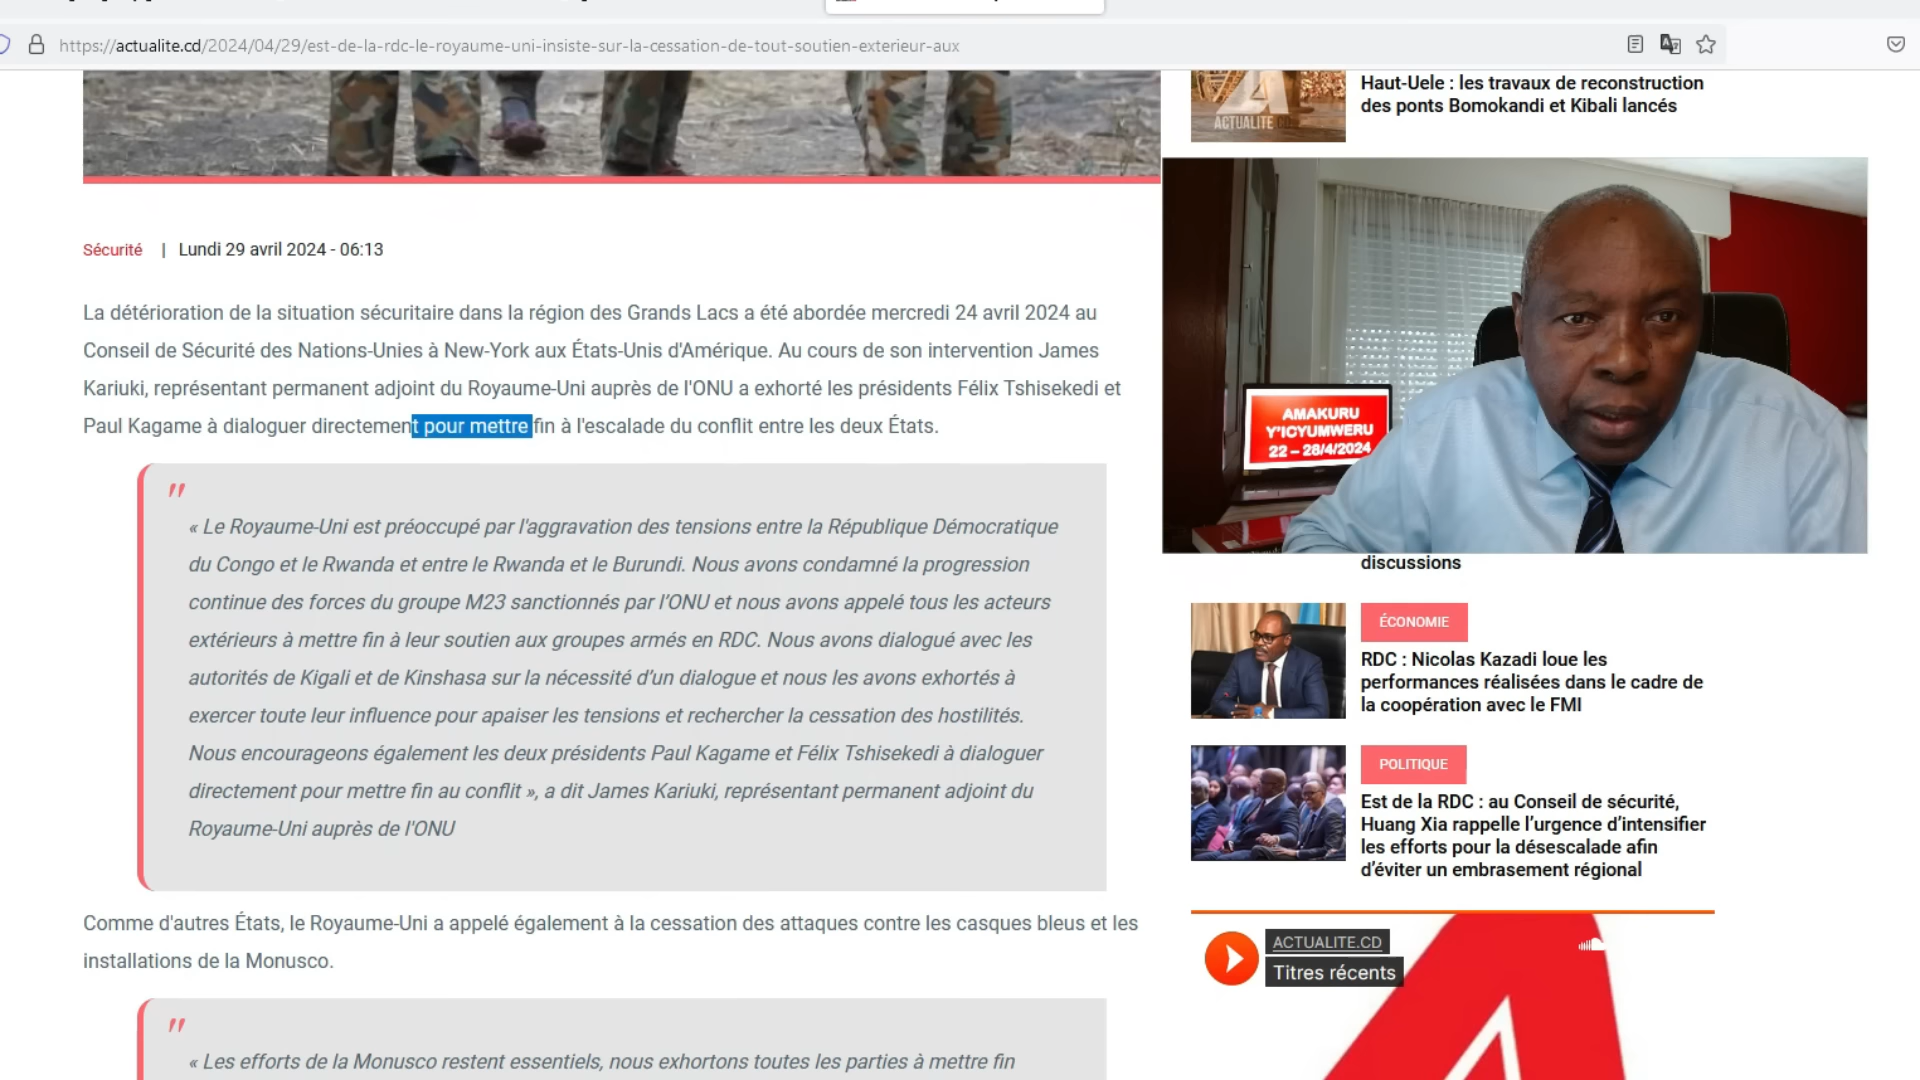 https://actualite.cd/2024/04/29/est-de-la-rdc-le-royaume-uni-insiste-sur-la-cessation-de-tout-soutien-exterieur-aux
Sécurité | Lundi 29 avril 2024 - 06:13
La détérioration de la situation sécuritaire dans la région des Grands Lacs a été abordée mercredi 24 avril 2024 au
Conseil de Sécurité des Nations-Unies à New-York aux États-Unis d'Amérique. Au cours de son intervention James
Kariuki, représentant permanent adjoint du Royaume-Uni auprès de l'ONU a exhorté les présidents Félix Tshisekedi et
Paul Kagame à dialoguer directement pour mettre fin à l'escalade du conflit entre les deux États.
"
« Le Royaume-Uni est préoccupé par l'aggravation des tensions entre la République Démocratique
du Congo et le Rwanda et entre le Rwanda et le Burundi. Nous avons condamné la progression
continue des forces du groupe M23 sanctionnés par l’ONU et nous avons appelé tous les acteurs
extérieurs à mettre fin à leur soutien aux groupes armés en RDC. Nous avons dialogué avec les
autorités de Kigali et de Kinshasa sur la nécessité d’un dialogue et nous les avons exhortés à
exercer toute leur influence pour apaiser les tensions et rechercher la cessation des hostilités.
Nous encourageons également les deux présidents Paul Kagame et Félix Tshisekedi à dialoguer
directement pour mettre fin au conflit », a dit James Kariuki, représentant permanent adjoint du
Royaume-Uni auprès de l'ONU
Comme d'autres États, le Royaume-Uni a appelé également à la cessation des attaques contre les casques bleus et les
installations de la Monusco.
"
« Les efforts de la Monusco restent essentiels, nous exhortons toutes les parties à mettre fin
ACTUALITE
Haut-Uele : les travaux de reconstruction
des ponts Bomokandi et Kibali lancés
AMAKURU
Y'ICYUMWERU
22 – 28/4/2024
discussions
ÉCONOMIE
RDC : Nicolas Kazadi loue les
performances réalisées dans le cadre de
la coopération avec le FMI
POLITIQUE
Est de la RDC : au Conseil de sécurité,
Huang Xia rappelle l’urgence d’intensifier
les efforts pour la désescalade afin
d’éviter un embrasement régional
ACTUALITE.CD
Titres récents